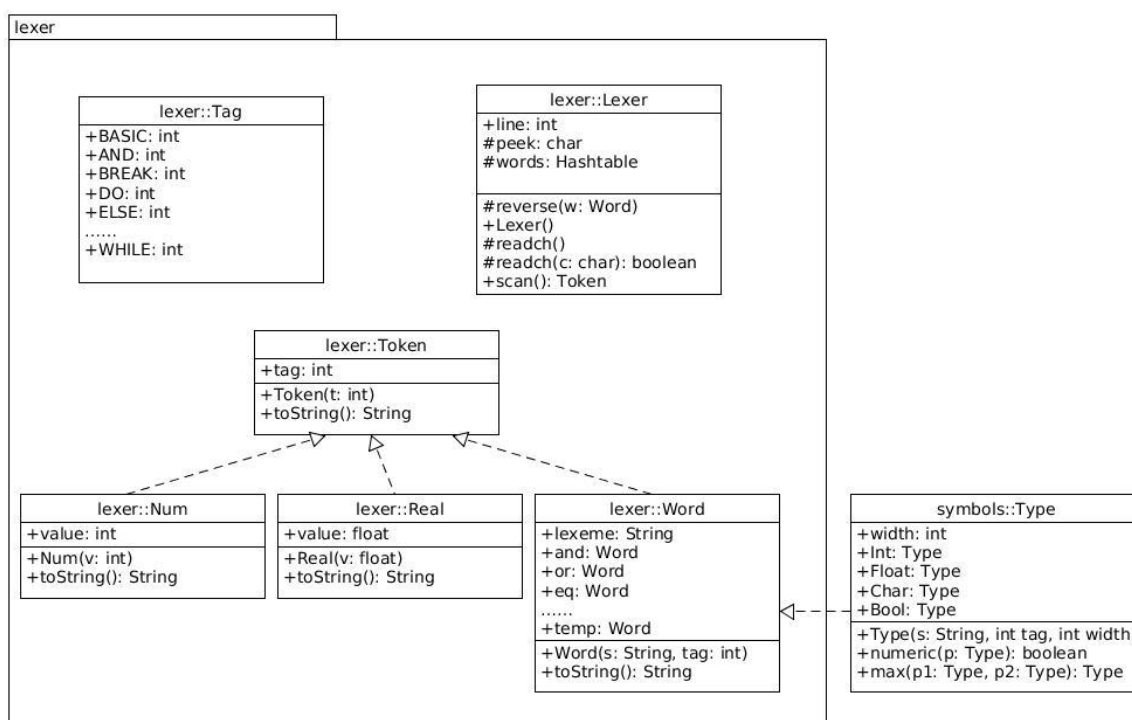 lexer
lexer::Tag
+BASIC: int
+AND: int
+BREAK: int
+DO: int
+ELSE: int
......
+WHILE: int
lexer::Lexer
+line: int
#peek: char
#words: Hashtable
#reverse(w: Word)
+Lexer()
#readch()
#readch(c: char): boolean
+scan(): Token
lexer::Token
+tag: int
+Token(t: int)
+toString(): String
lexer::Num
+value: int
+Num(v: int)
+toString(): String
lexer::Real
+value: float
+Real(v: float)
+toString(): String
lexer::Word
+lexeme: String
+and: Word
+or: Word
+eq: Word
......
+temp: Word
+Word(s: String, tag: int)
+toString(): String
symbols::Type
+width: int
+Int: Type
+Float: Type
+Char: Type
+Bool: Type
+Type(s: String, int tag, int width
+numeric(p: Type): boolean
+max(p1: Type, p2: Type): Type